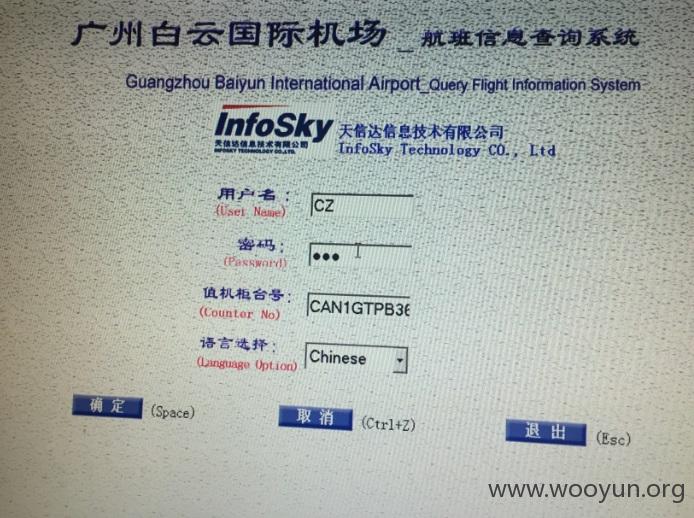 广州白云国际机场 _ 航班信息查询系统
Guangzhou Baiyun International Airport_Query Flight Information System
InfoSky
天信达信息技术有限公司
INFOSKY TECHNOLOGY CO.,LTD.
天信达信息技术有限公司
InfoSky Technology CO., Ltd
用户名:
(User Name)
CZ
密码:
(Password)
●●●
值机柜台号:
(Counter No)
CAN1GTPB36
语言选择:
(Language Option)
Chinese
确 定 (Space)
取 消 (Ctrl+Z)
退 出 (Esc)
www.wooyun.org